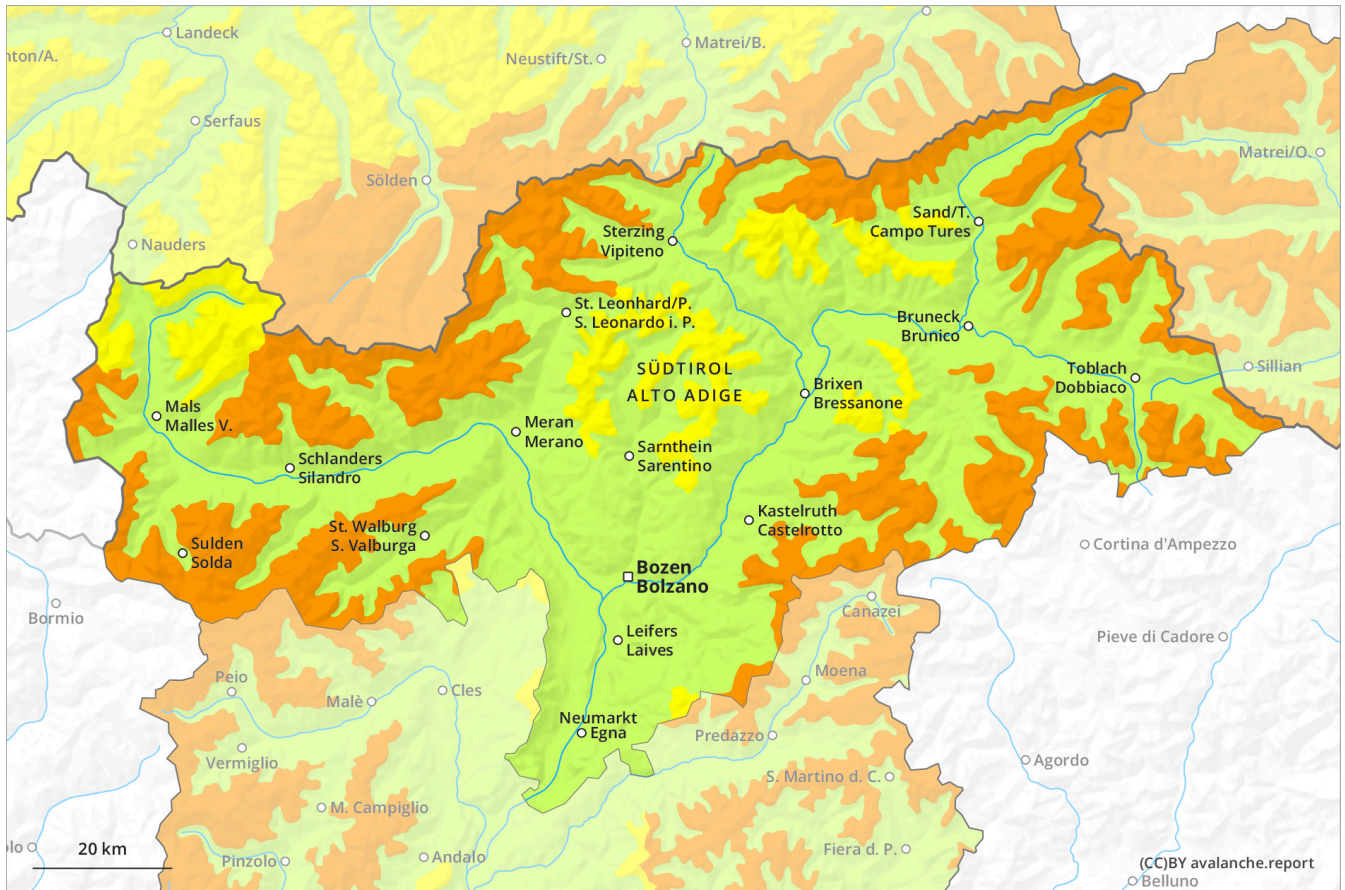 Landeck
Matrei/B.
nton/A.
Neustift/St.
Serfaus
Matrei/O.
Sölden
Nauders
Sand/T.
Campo Tures
Sterzing
Vipiteno
St. Leonhard/P.
S. Leonardo i. P.
Bruneck
Brunico
SÜDTIROL
ALTO ADIGE
Toblach
Dobbiaco
Sillian
Brixen
Bressanone
Mals
Malles V.
Meran
Merano
Sarnthein
Sarentino
Schlanders
Silandro
Kastelruth
Castelrotto
St. Walburg
S. Valburga
Sulden
Solda
Cortina d'Ampezzo
Bozen
Bolzano
Bormio
Canazei
Leifers
Laives
Pieve di Cadore
Peio
Moena
Malè
Cles
Neumarkt
Egna
Predazzo
Vermiglio
Agordo
S. Martino d. C.
M. Campiglio
olo
20 km
Pinzolo
Andalo
Fiera d. P.
(CC)BY avalanche.report
Belluno